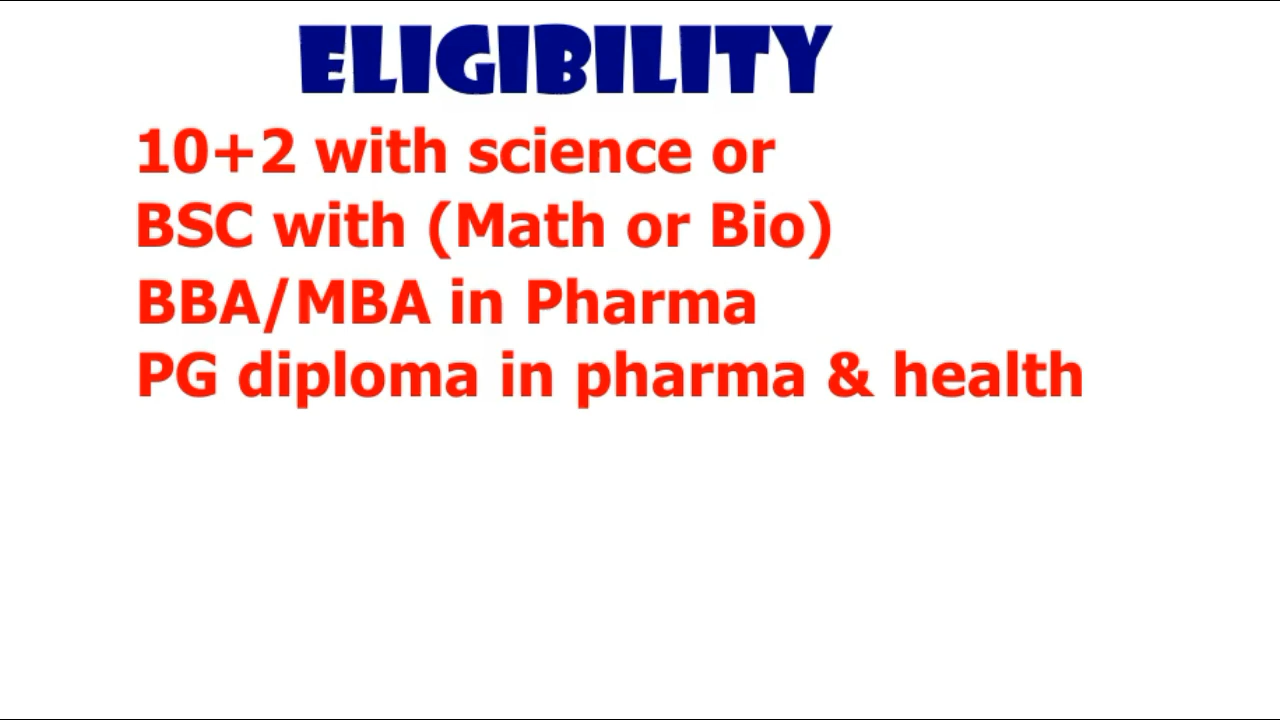 ELIGIBILITY
10+2 with science or
BSC with (Math or Bio)
BBA/MBA in Pharma
PG diploma in pharma & health